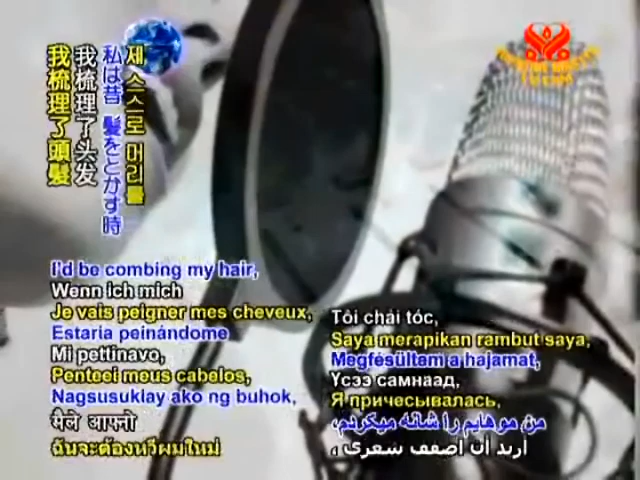 제 스스로 머리를
私は昔 髪をとかす時
我梳理了头发
我梳理了頭髮
I'd be combing my hair,
Wenn ich mich
Je vais peigner mes cheveux,
Estaria peinándome
Mi pettinavo,
Penteei meus cabelos,
Nagsusuklay ako ng buhok,
मैले आफ्नो
ฉันจะต้องหวีผมใหม่
Tôi chải tóc,
Saya merapikan rambut saya,
Megfésültem a hajamat,
Үсээ самнаад,
Я причесывалась,
من موهایم را شانه میکردم،
أريد أن أصفف شعري ،